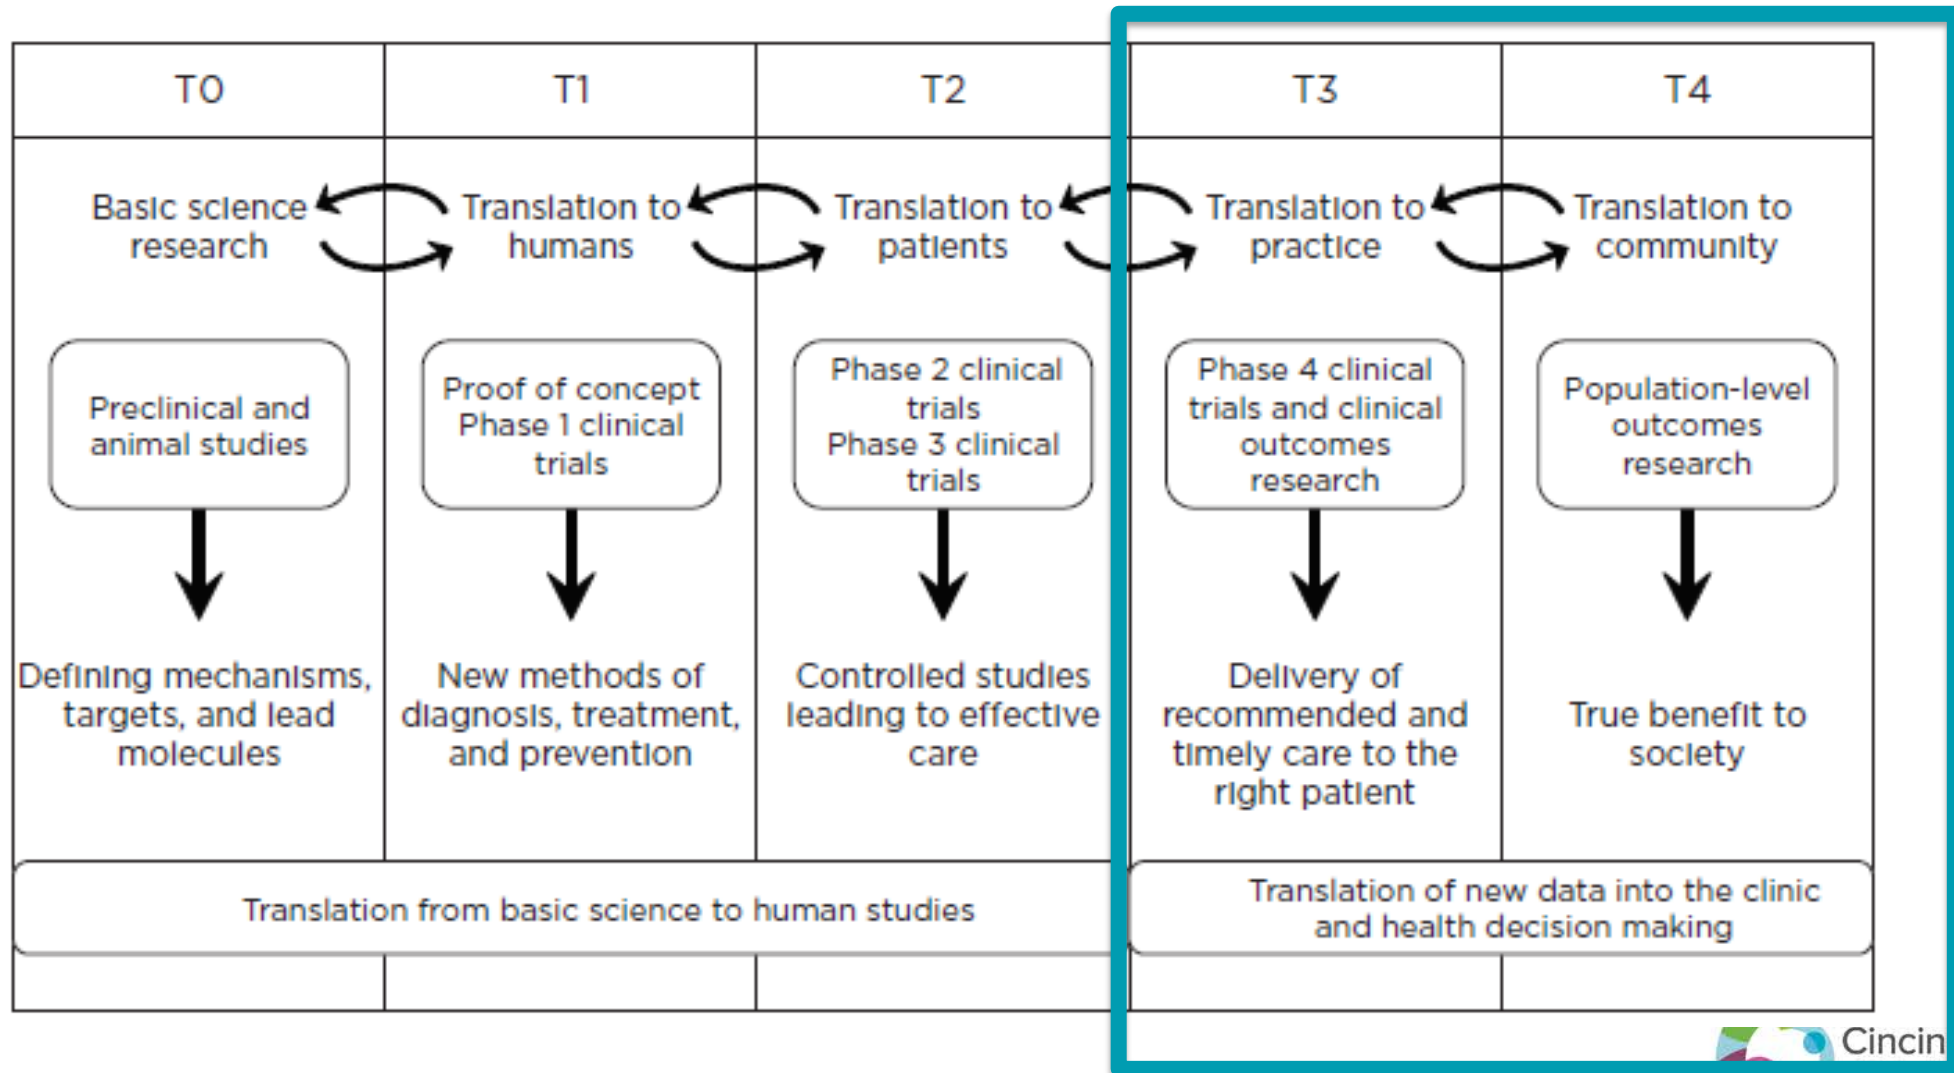 T0
T1
T2
T3
T4
Basic science
research
Translation to
humans
Translation to
patients
Translation to
practice
Translation to
community
Preclinical and
animal studies
Proof of concept
Phase 1 clinical
trials
Phase 2 clinical
trials
Phase 3 clinical
trials
Phase 4 clinical
trials and clinical
outcomes
research
Population-level
outcomes
research
Defining mechanisms,
targets, and lead
molecules
New methods of
diagnosis, treatment,
and prevention
Controlled studies
leading to effective
care
Delivery of
recommended and
timely care to the
right patient
True benefit to
society
Translation from basic science to human studies
Translation of new data into the clinic
and health decision making
Cincin